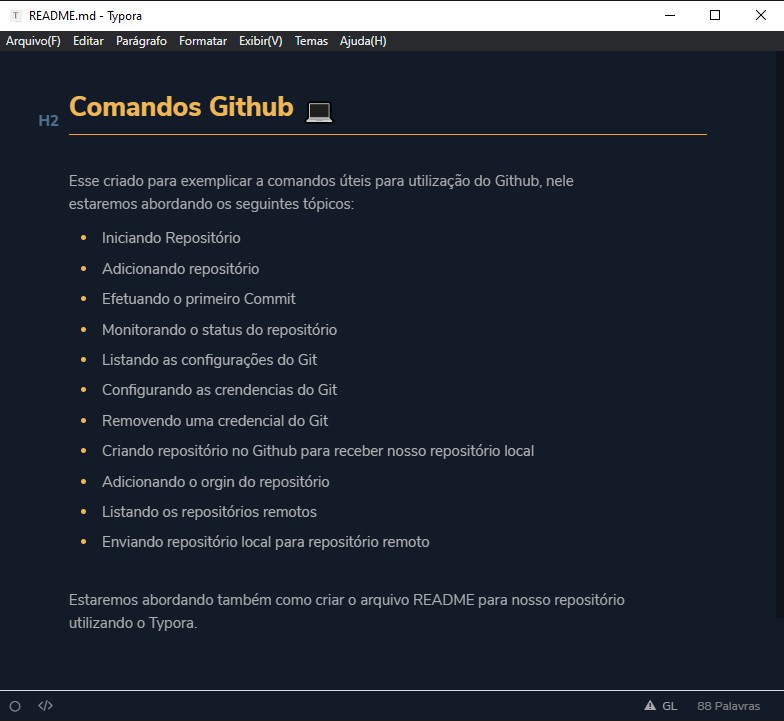 README.md - Typora
Arquivo(F) Editar Parágrafo Formatar Exibir(V) Temas Ajuda(H)
H2 Comandos Github
Esse criado para exemplicar a comandos úteis para utilização do Github, nele
estaremos abordando os seguintes tópicos:
Iniciando Repositório
Adicionando repositório
Efetuando o primeiro Commit
Monitorando o status do repositório
Listando as configurações do Git
Configurando as crendencias do Git
Removendo uma credencial do Git
Criando repositório no Github para receber nosso repositório local
Adicionando o orgin do repositório
Listando os repositórios remotos
Enviando repositório local para repositório remoto
Estaremos abordando também como criar o arquivo README para nosso repositório
utilizando o Typora.
</> GL 88 Palavras